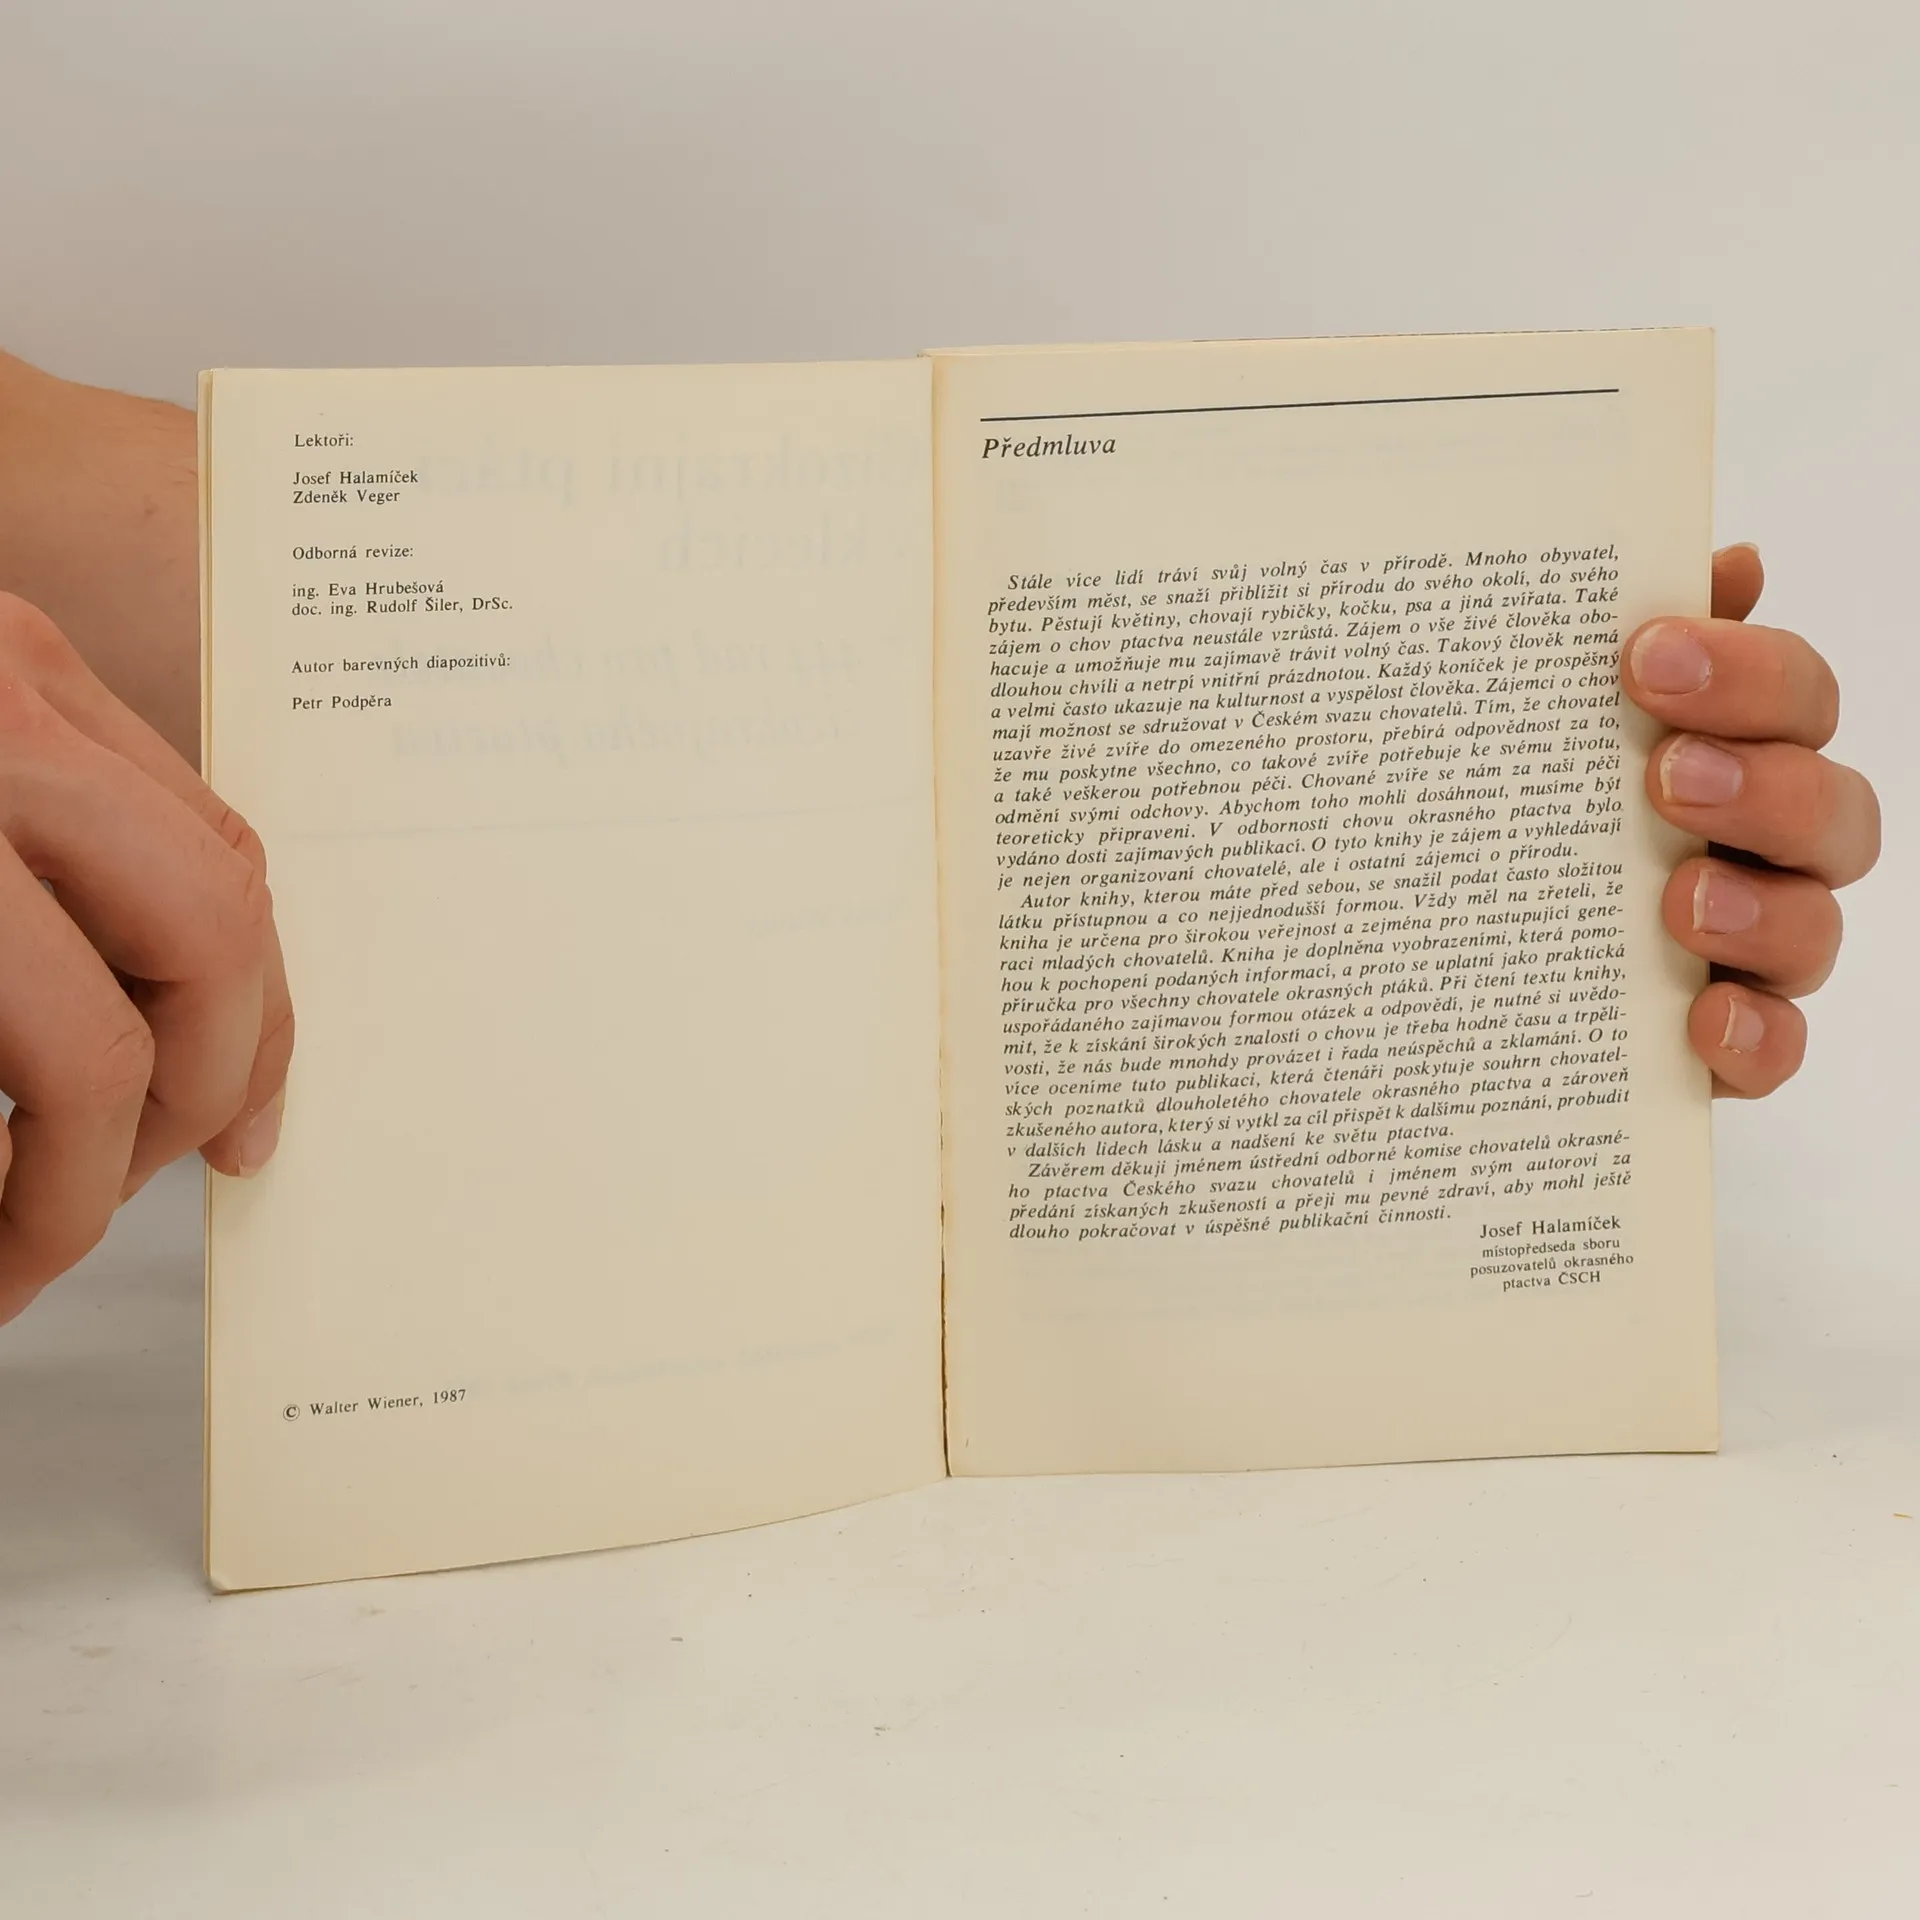 Lektoři:
Josef Halamíček
Zdeněk Veger
Odborná revize:
ing. Eva Hrubešová
doc. ing. Rudolf Šiler, DrSc.
Autor barevných diapozitivů:
Petr Podpěra
© Walter Wiener, 1987
Předmluva
Stále více lidí tráví svůj volný čas v přírodě. Mnoho obyvatel,
především měst, se snaží přiblížit si přírodu do svého okolí, do svého
bytu. Pěstují květiny, chovají rybičky, kočku, psa a jiná zvířata. Také
zájem o chov ptactva neustále vzrůstá. Zájem o vše živé člověka obo-
hacuje a umožňuje mu zajímavě trávit volný čas. Takový člověk nemá
dlouhou chvíli a netrpí vnitřní prázdnotou. Každý koníček je prospěšný
a velmi často ukazuje na kulturnost a vyspělost člověka. Zájemci o chov
mají možnost se sdružovat v Českém svazu chovatelů. Tím, že chovatel
uzavře živé zvíře do omezeného prostoru, přebírá odpovědnost za to,
že mu poskytne všechno, co takové zvíře potřebuje ke svému životu,
a také veškerou potřebnou péči. Chované zvíře se nám za naši péči
odmění svými odchovy. Abychom toho mohli dosáhnout, musíme být
teoreticky připraveni. V odbornosti chovu okrasného ptactva bylo
vydáno dosti zajímavých publikací. O tyto knihy je zájem a vyhledávají
je nejen organizovaní chovatelé, ale i ostatní zájemci o přírodu.
Autor knihy, kterou máte před sebou, se snažil podat často složitou
látku přístupnou a co nejjednodušší formou. Vždy měl na zřeteli, že
kniha je určena pro širokou veřejnost a zejména pro nastupující gene-
raci mladých chovatelů. Kniha je doplněna vyobrazeními, která pomo-
hou k pochopení podaných informací, a proto se uplatní jako praktická
příručka pro všechny chovatele okrasných ptáků. Při čtení textu knihy,
uspořádaného zajímavou formou otázek a odpovědí, je nutné si uvědo-
mit, že k získání širokých znalostí o chovu je třeba hodně času a trpěli-
vosti, že nás bude mnohdy provázet i řada neúspěchů a zklamání. O to
více oceníme tuto publikaci, která čtenáři poskytuje souhrn chovatel-
ských poznatků dlouholetého chovatele okrasného ptactva a zároveň
zkušeného autora, který si vytkl za cíl přispět k dalšímu poznání, probudit
v dalších lidech lásku a nadšení ke světu ptactva.
Závěrem děkuji jménem ústřední odborné komise chovatelů okrasné-
ho ptactva Českého svazu chovatelů i jménem svým autorovi za
předání získaných zkušeností a přeji mu pevné zdraví, aby mohl ještě
dlouho pokračovat v úspěšné publikační činnosti.
Josef Halamíček
místopředseda sboru
posuzovatelů okrasného
ptactva ČSCH